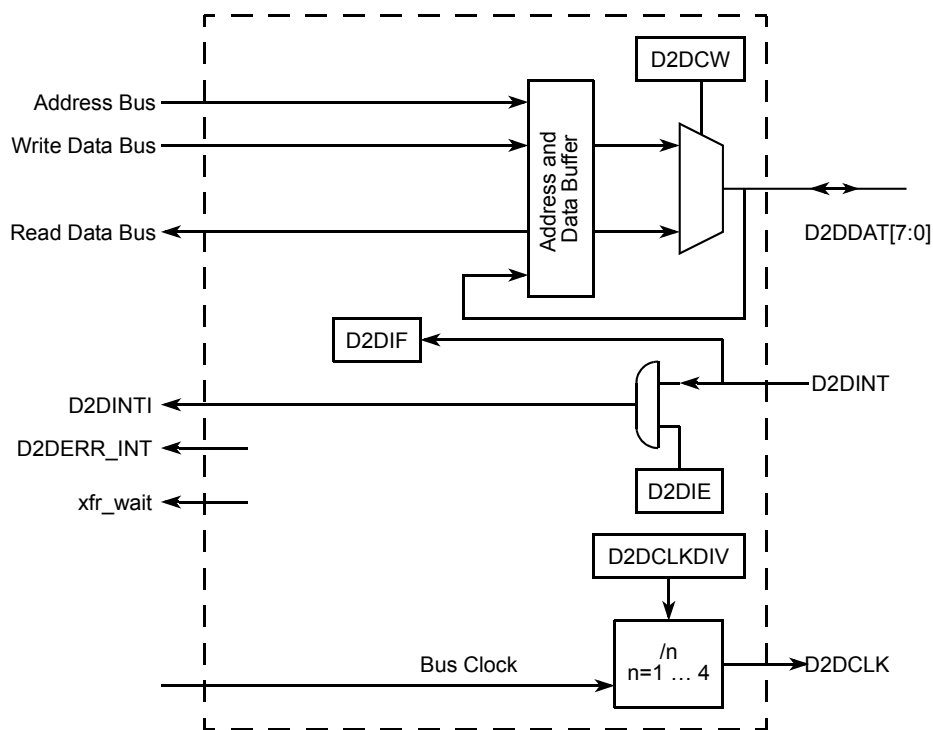 D2DCW
Address Bus
Write Data Bus
Address and
Data Buffer
Read Data Bus
D2DDAT[7:0]
D2DIF
D2DINT
D2DINTI
D2DERR_INT
D2DIE
xfr_wait
D2DCLKDIV
/n
n=1 … 4
Bus Clock
D2DCLK